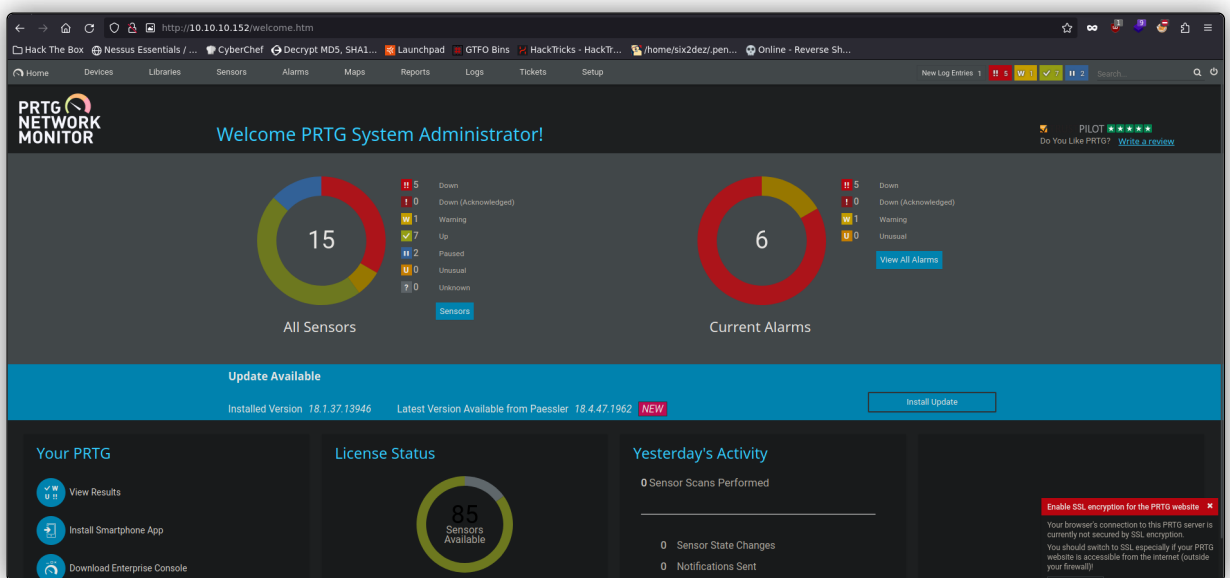 http://10.10.10.152/welcome.htm
Hack The Box Nessus Essentials / ... CyberChef Decrypt MD5, SHA1... Launchpad GTFO Bins HackTricks - HackTr... /home/six2dez/.pen... Online - Reverse Sh...
Home Devices Libraries Sensors Alarms Maps Reports Logs Tickets Setup New Log Entries 1 !! 5 W 1 7 2 Search...
PRTG
NETWORK
MONITOR
Welcome PRTG System Administrator!
PILOT
Do You Like PRTG? Write a review
15
All Sensors
!! 5 Down
! 0 Down (Acknowledged)
W 1 Warning
7 Up
2 Paused
U 0 Unusual
? 0 Unknown
Sensors
6
Current Alarms
!! 5 Down
! 0 Down (Acknowledged)
W 1 Warning
U 0 Unusual
View All Alarms
Update Available
Installed Version 18.1.37.13946 Latest Version Available from Paessler 18.4.47.1962 NEW
Install Update
Your PRTG
View Results
Install Smartphone App
Download Enterprise Console
License Status
85
Sensors
Available
Yesterday's Activity
0 Sensor Scans Performed
0 Sensor State Changes
0 Notifications Sent
Enable SSL encryption for the PRTG website
Your browser's connection to this PRTG server is
currently not secured by SSL encryption.
You should switch to SSL especially if your PRTG
website is accessible from the internet (outside
your firewall)!